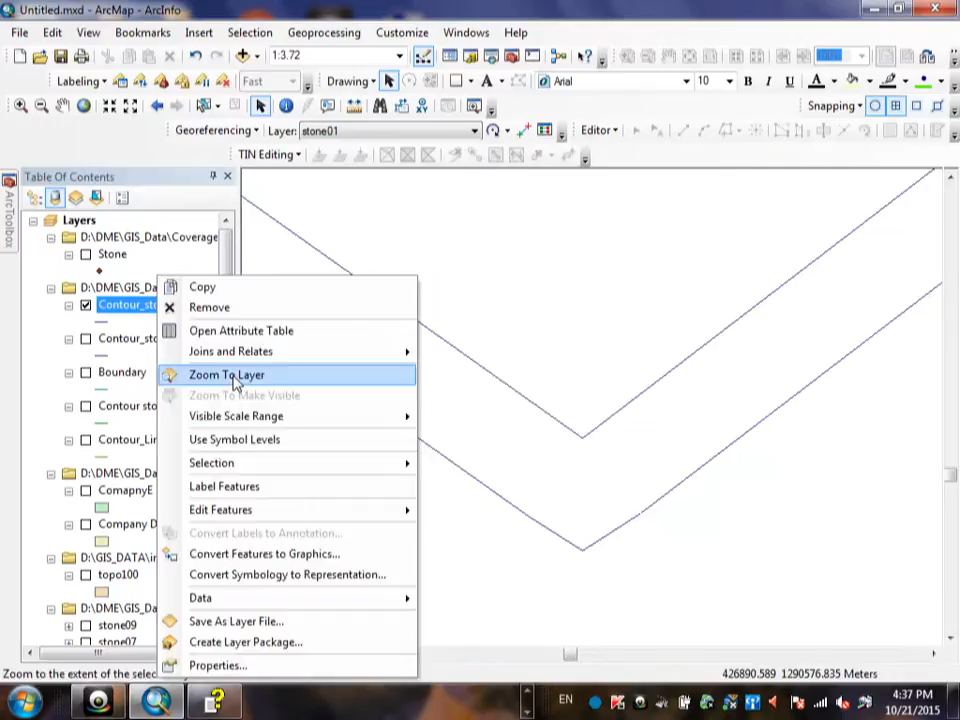 Untitled.mxd - ArcMap - ArcInfo
File Edit View Bookmarks Insert Selection Geoprocessing Customize Windows Help
1:3.72
Labeling Fast Drawing A Arial 10 B I U A
Snapping
Georeferencing Layer: stone01 Editor
TIN Editing
Table Of Contents
ArcToolbox
Layers
D:\DME\GIS_Data\Coverage
Stone
D:\DME\GIS_Da
Contour_sto
Contour_sto
Boundary
Contour sto
Contour_Lin
D:\DME\GIS_Da
ComapnyE
Company D
D:\GIS_DATA\in
topo100
D:\DME\GIS_Da
stone09
stone07
Copy
Remove
Open Attribute Table
Joins and Relates
Zoom To Layer
Zoom To Make Visible
Visible Scale Range
Use Symbol Levels
Selection
Label Features
Edit Features
Convert Labels to Annotation...
Convert Features to Graphics...
Convert Symbology to Representation...
Data
Save As Layer File...
Create Layer Package...
Properties...
Zoom to the extent of the selec
426890.589 1290576.835 Meters
EN
4:37 PM
10/21/2015